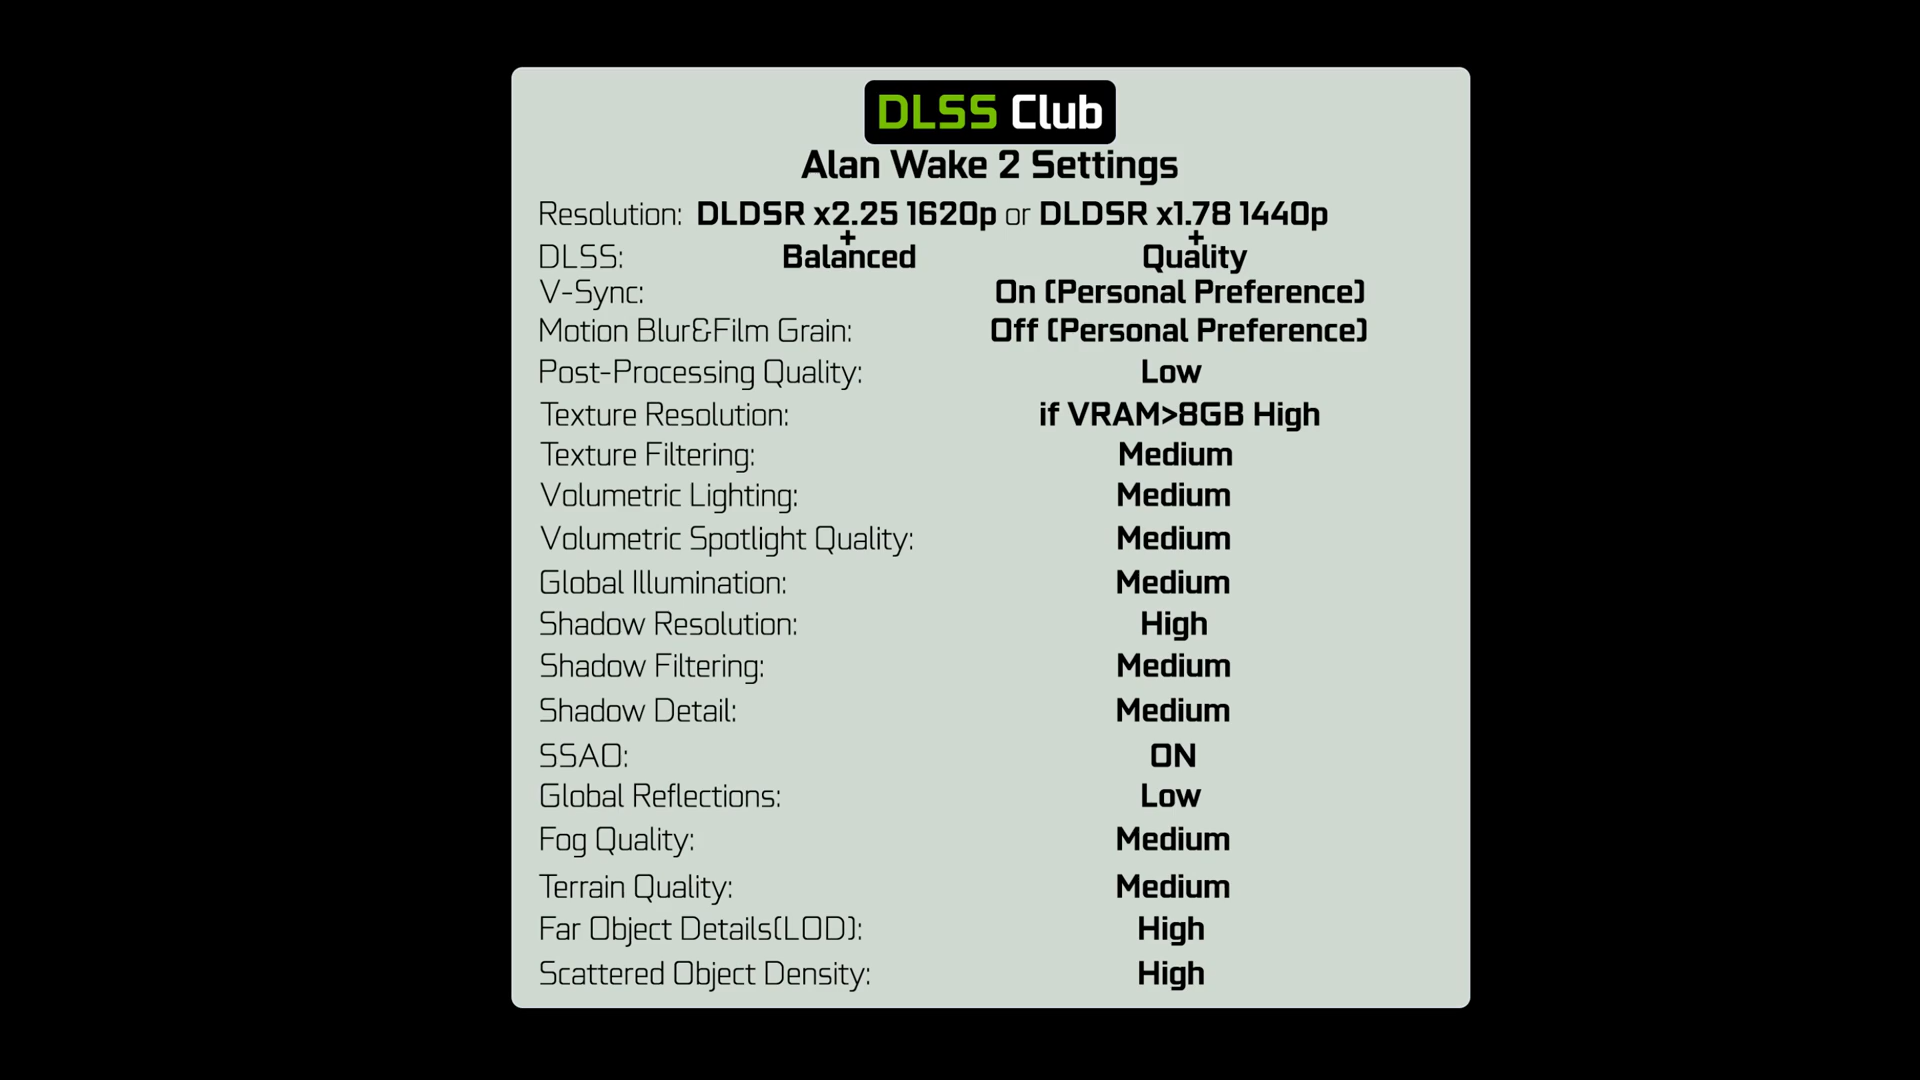 DLSS Club
Alan Wake 2 Settings
Resolution: DLDSR x2.25 1620p or DLDSR x1.78 1440p
+ +
DLSS: Balanced Quality
V-Sync: On (Personal Preference)
Motion Blur&Film Grain: Off (Personal Preference)
Post-Processing Quality: Low
Texture Resolution: if VRAM>8GB High
Texture Filtering: Medium
Volumetric Lighting: Medium
Volumetric Spotlight Quality: Medium
Global Illumination: Medium
Shadow Resolution: High
Shadow Filtering: Medium
Shadow Detail: Medium
SSAO: ON
Global Reflections: Low
Fog Quality: Medium
Terrain Quality: Medium
Far Object Details(LOD): High
Scattered Object Density: High